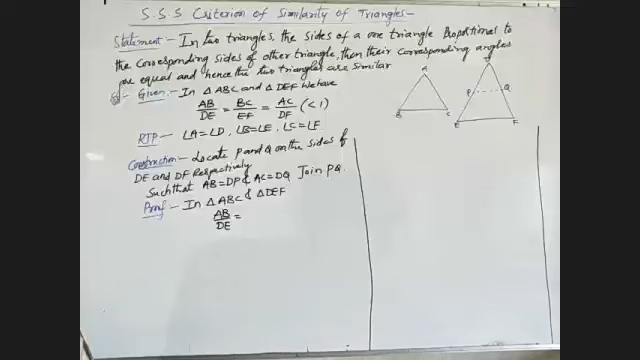 S.S.S Criterion of Similarity of Triangles-
Statement - In two triangles, the sides of a one triangle Proportional to
the corresponding sides of other triangle, then their corresponding angles
are equal and hence the two triangles are similar
Given - In △ABC and △DEF We have
AB/DE = BC/EF = AC/DF (<1)
RTP - ∠A=∠D, ∠B=∠E, ∠C=∠F
Construction - Locate P and Q on the sides of
DE and DF Respectively
Such that AB=DP & AC=DQ Join PQ.
Proof - In △ABC & △DEF
AB/DE =
A
B C
D
P Q
E F